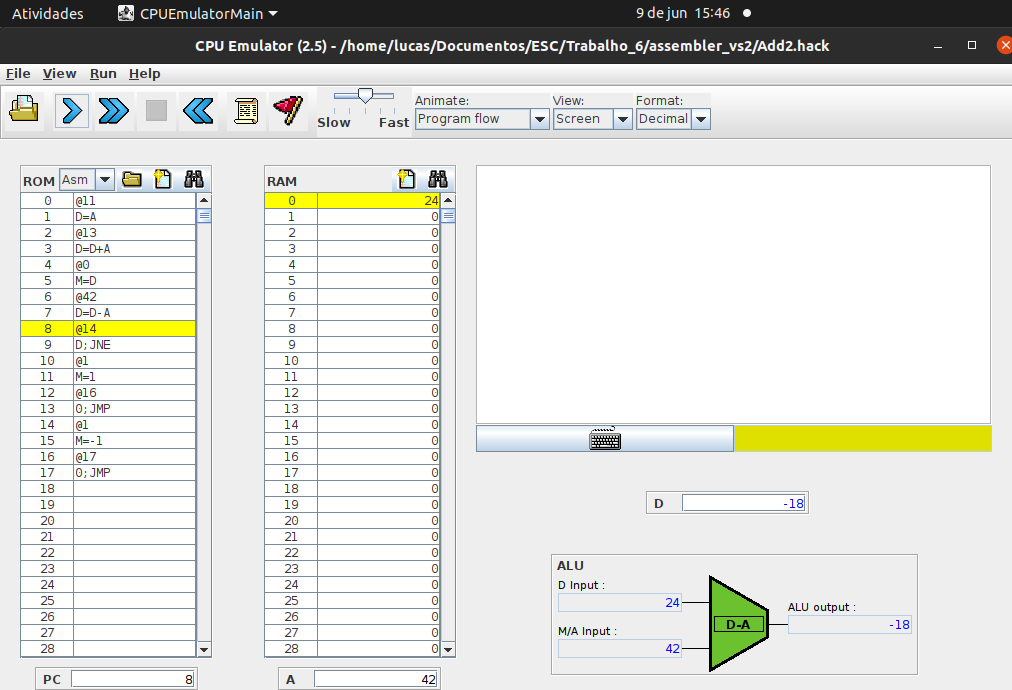 Atividades CPUEmulatorMain 9 de jun 15:46
CPU Emulator (2.5) - /home/lucas/Documentos/ESC/Trabalho_6/assembler_vs2/Add2.hack
File View Run Help
Slow Fast
Animate: View: Format:
Program flow Screen Decimal
ROM Asm
0 @11
1 D=A
2 @13
3 D=D+A
4 @0
5 M=D
6 @42
7 D=D-A
8 @14
9 D;JNE
10 @1
11 M=1
12 @16
13 0;JMP
14 @1
15 M=-1
16 @17
17 0;JMP
18
19
20
21
22
23
24
25
26
27
28
PC 8
RAM
0 24
1 0
2 0
3 0
4 0
5 0
6 0
7 0
8 0
9 0
10 0
11 0
12 0
13 0
14 0
15 0
16 0
17 0
18 0
19 0
20 0
21 0
22 0
23 0
24 0
25 0
26 0
27 0
28 0
A 42
D -18
ALU
D Input :
24
M/A Input :
42
D-A
ALU output :
-18